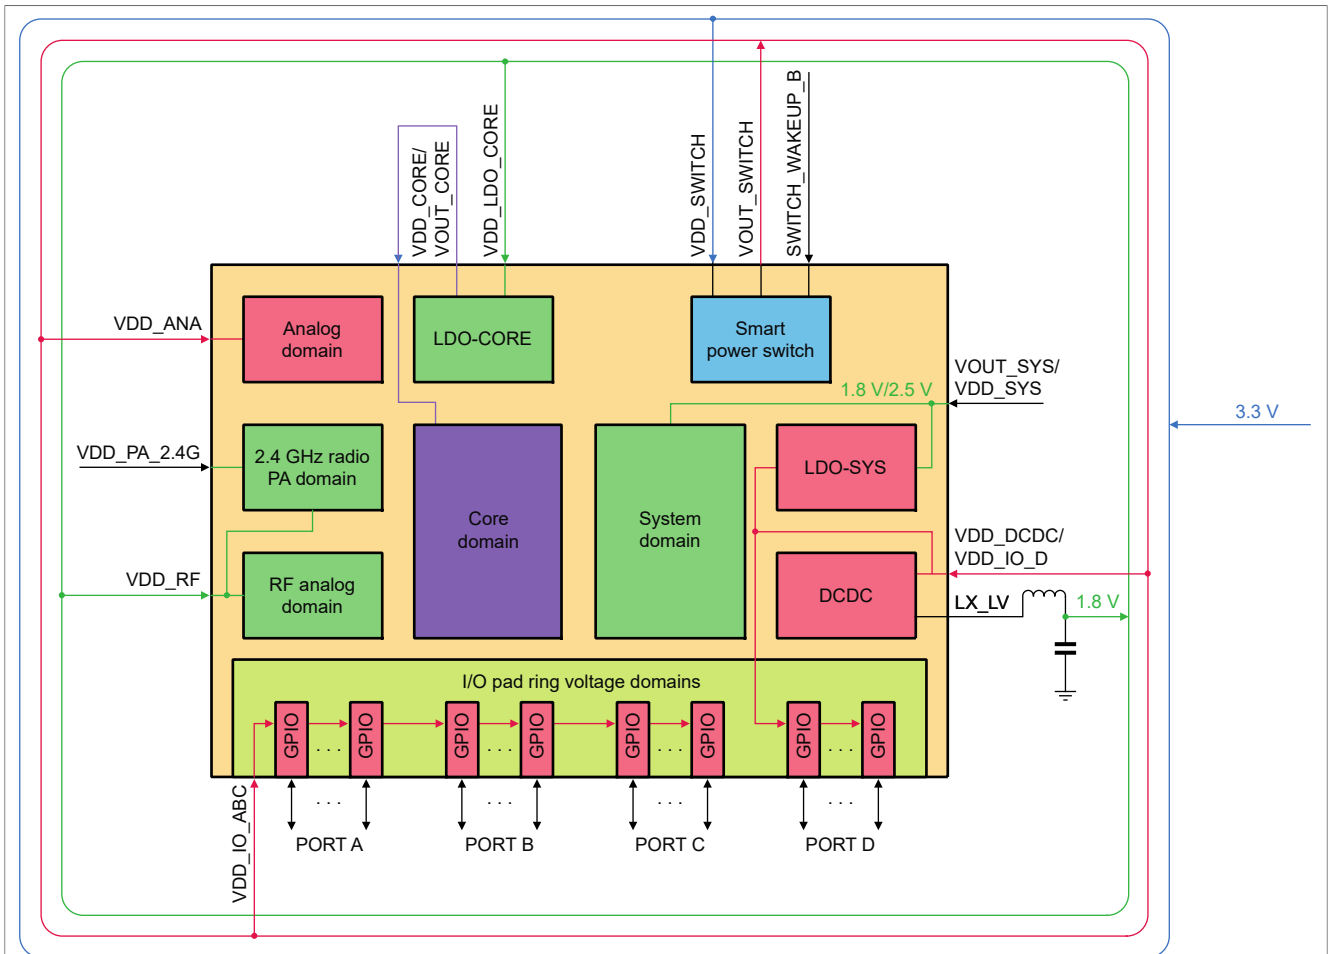 VDD_CORE/
VOUT_CORE
VDD_LDO_CORE
VDD_SWITCH
VOUT_SWITCH
SWITCH_WAKEUP_B
VDD_ANA
Analog
domain
LDO-CORE
Smart
power switch
VOUT_SYS/
VDD_SYS
1.8 V/2.5 V
3.3 V
VDD_PA_2.4G
2.4 GHz radio
PA domain
Core
domain
System
domain
LDO-SYS
VDD_DCDC/
VDD_IO_D
VDD_RF
RF analog
domain
DCDC
LX_LV
1.8 V
I/O pad ring voltage domains
GPIO
. . .
GPIO
GPIO
. . .
GPIO
GPIO
. . .
GPIO
GPIO
. . .
GPIO
VDD_IO_ABC
. . .
. . .
. . .
. . .
PORT A
PORT B
PORT C
PORT D